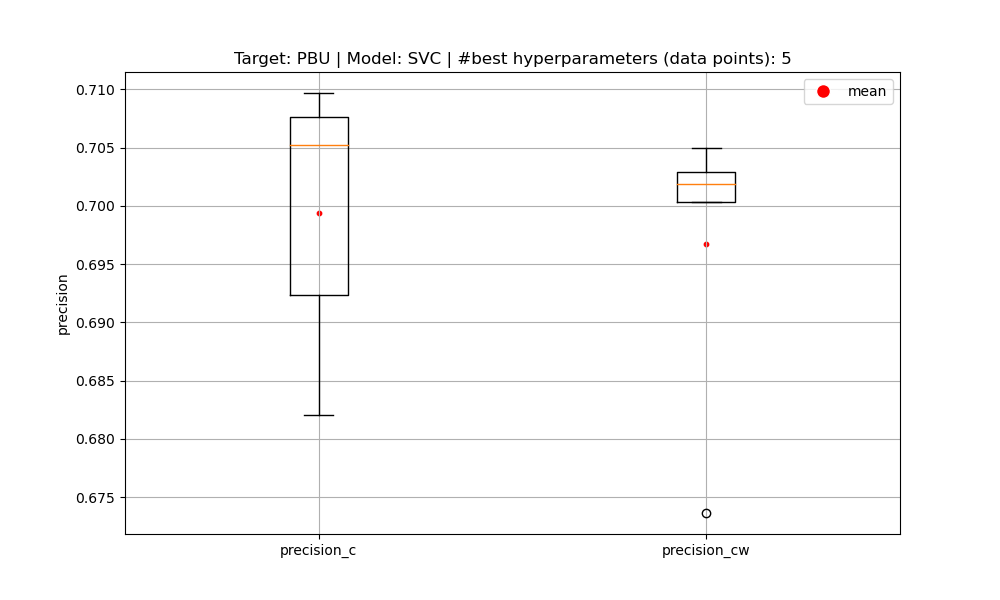 Target: PBU | Model: SVC | #best hyperparameters (data points): 5
mean
0.710
0.705
0.700
0.695
0.690
0.685
0.680
0.675
precision
precision_c
precision_cw